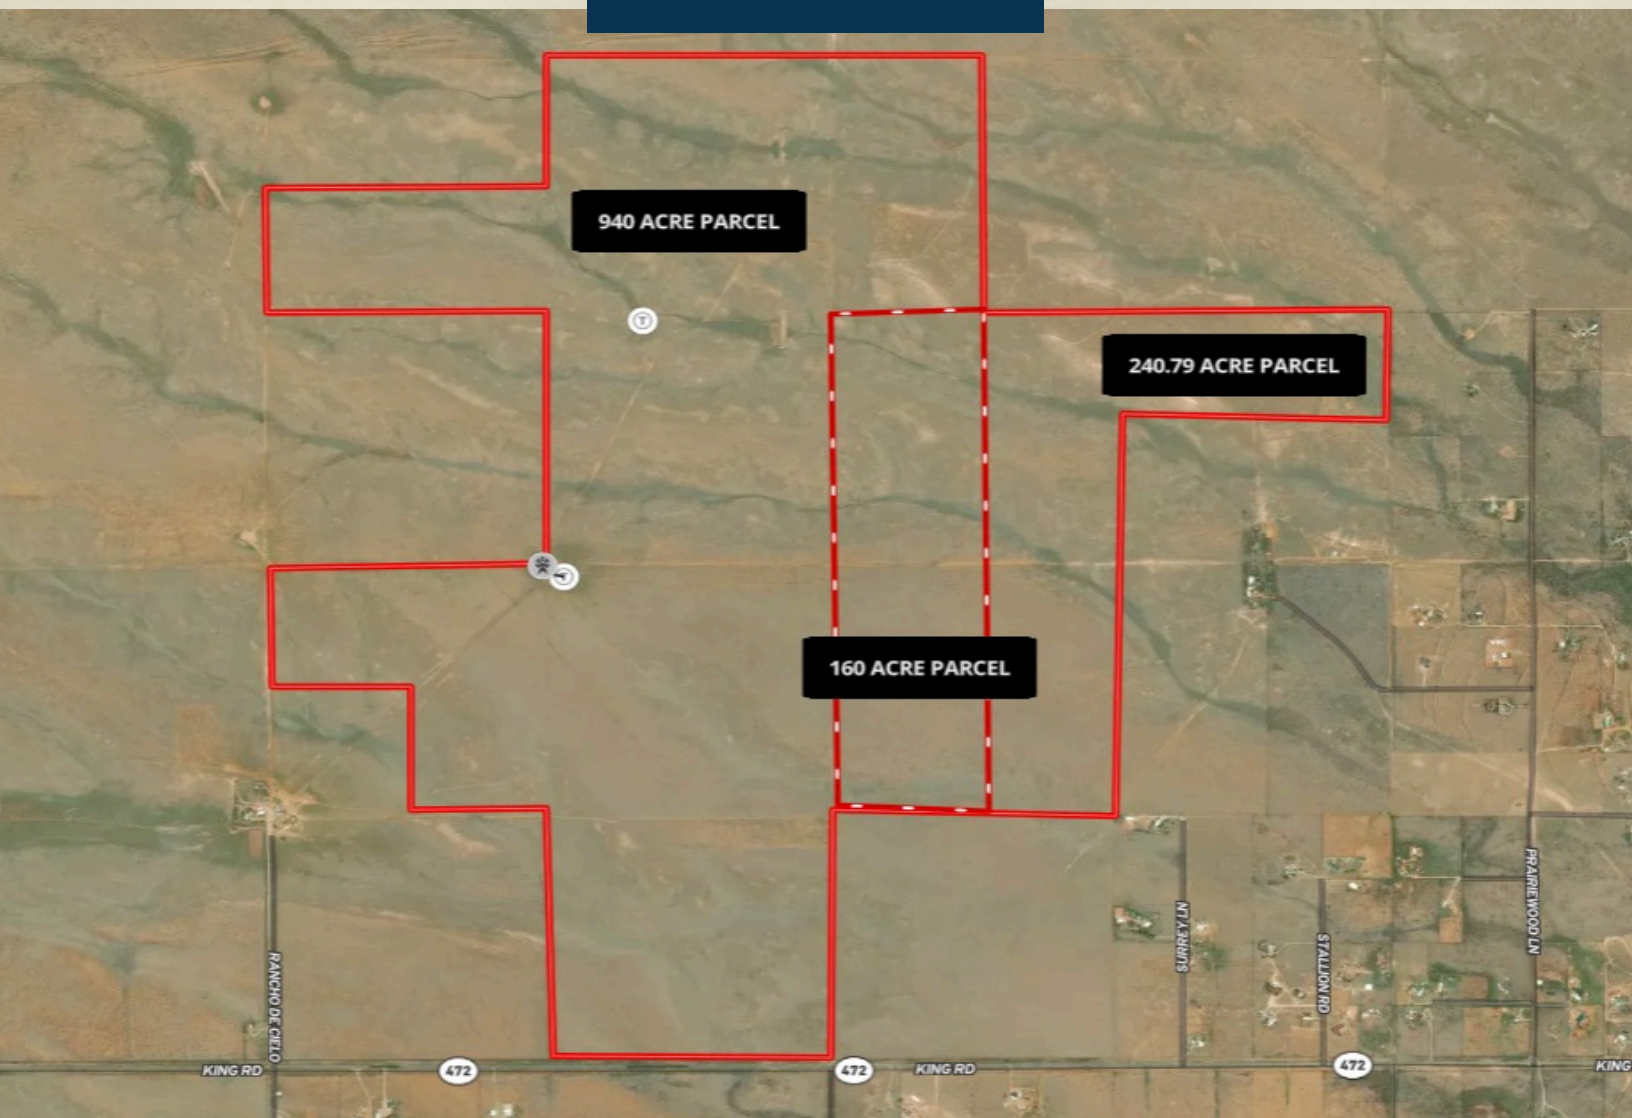 940 ACRE PARCEL
T
240.79 ACRE PARCEL
160 ACRE PARCEL
PRAIRIEWOOD LN
SURREY LN
STALLION RD
RANCHO DE CIELO
KING RD
472
472
KING RD
472
KING